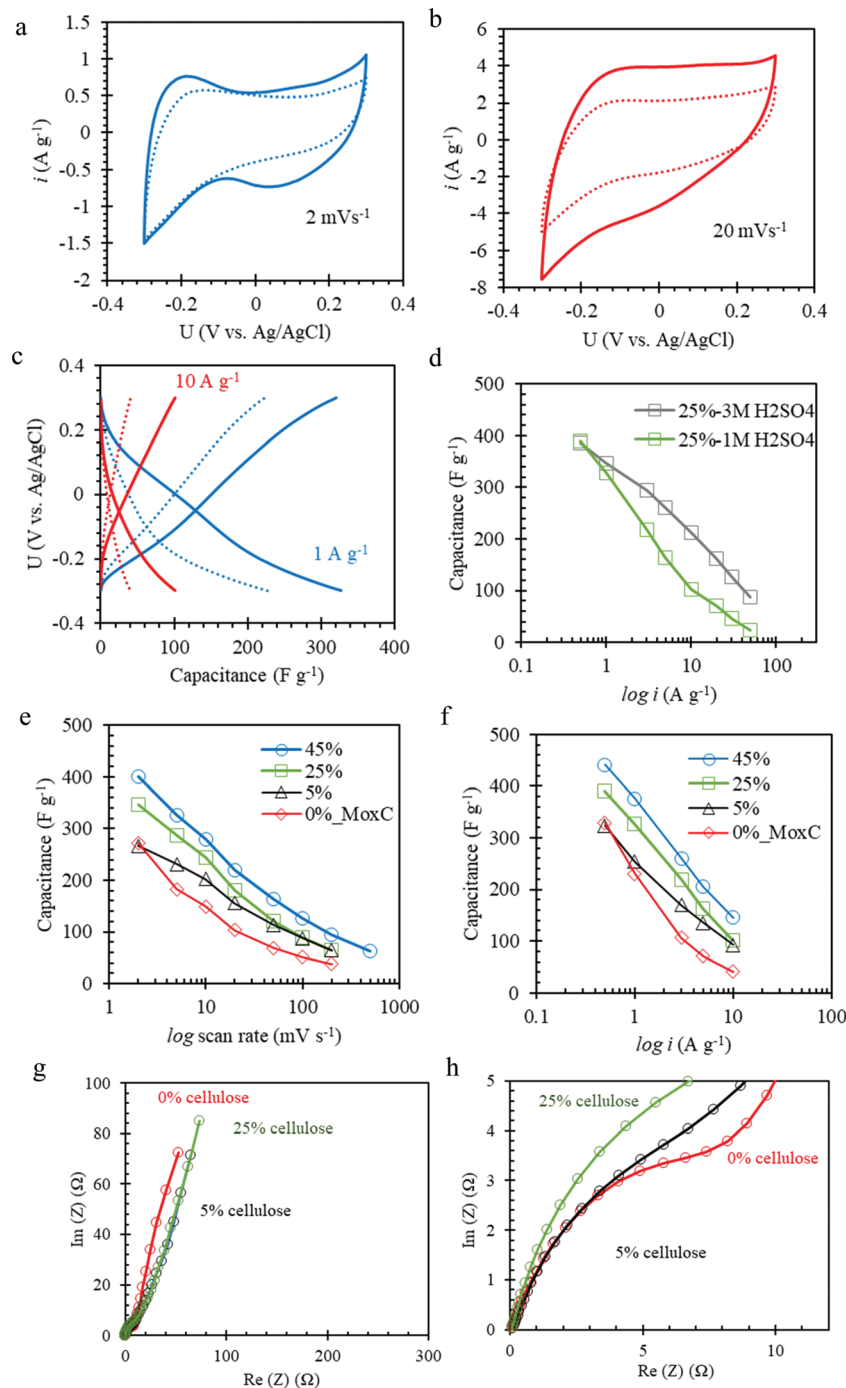 a
1.5
1
0.5
0
-0.5
-1
-1.5
-2
-0.4 -0.2 0 0.2 0.4
i (A g-1)
U (V vs. Ag/AgCl)
2 mVs-1
b
6
4
2
0
-2
-4
-6
-8
-0.4 -0.2 0 0.2 0.4
i (A g-1)
U (V vs. Ag/AgCl)
20 mVs-1
c
0.4
0.2
0
-0.2
-0.4
0 100 200 300 400
U (V vs. Ag/AgCl)
Capacitance (F g-1)
10 A g-1
1 A g-1
d
500
400
300
200
100
0
0.1 1 10 100
Capacitance (F g-1)
log i (A g-1)
25%-3M H2SO4
25%-1M H2SO4
e
500
400
300
200
100
0
1 10 100 1000
Capacitance (F g-1)
log scan rate (mV s-1)
45%
25%
5%
0%_MoxC
f
500
400
300
200
100
0
0.1 1 10 100
Capacitance (F g-1)
log i (A g-1)
45%
25%
5%
0%_MoxC
g
100
80
60
40
20
0
0 100 200 300
Im (Z) (Ω)
Re (Z) (Ω)
0% cellulose
25% cellulose
5% cellulose
h
5
4
3
2
1
0
0 5 10
Im (Z) (Ω)
Re (Z) (Ω)
25% cellulose
0% cellulose
5% cellulose